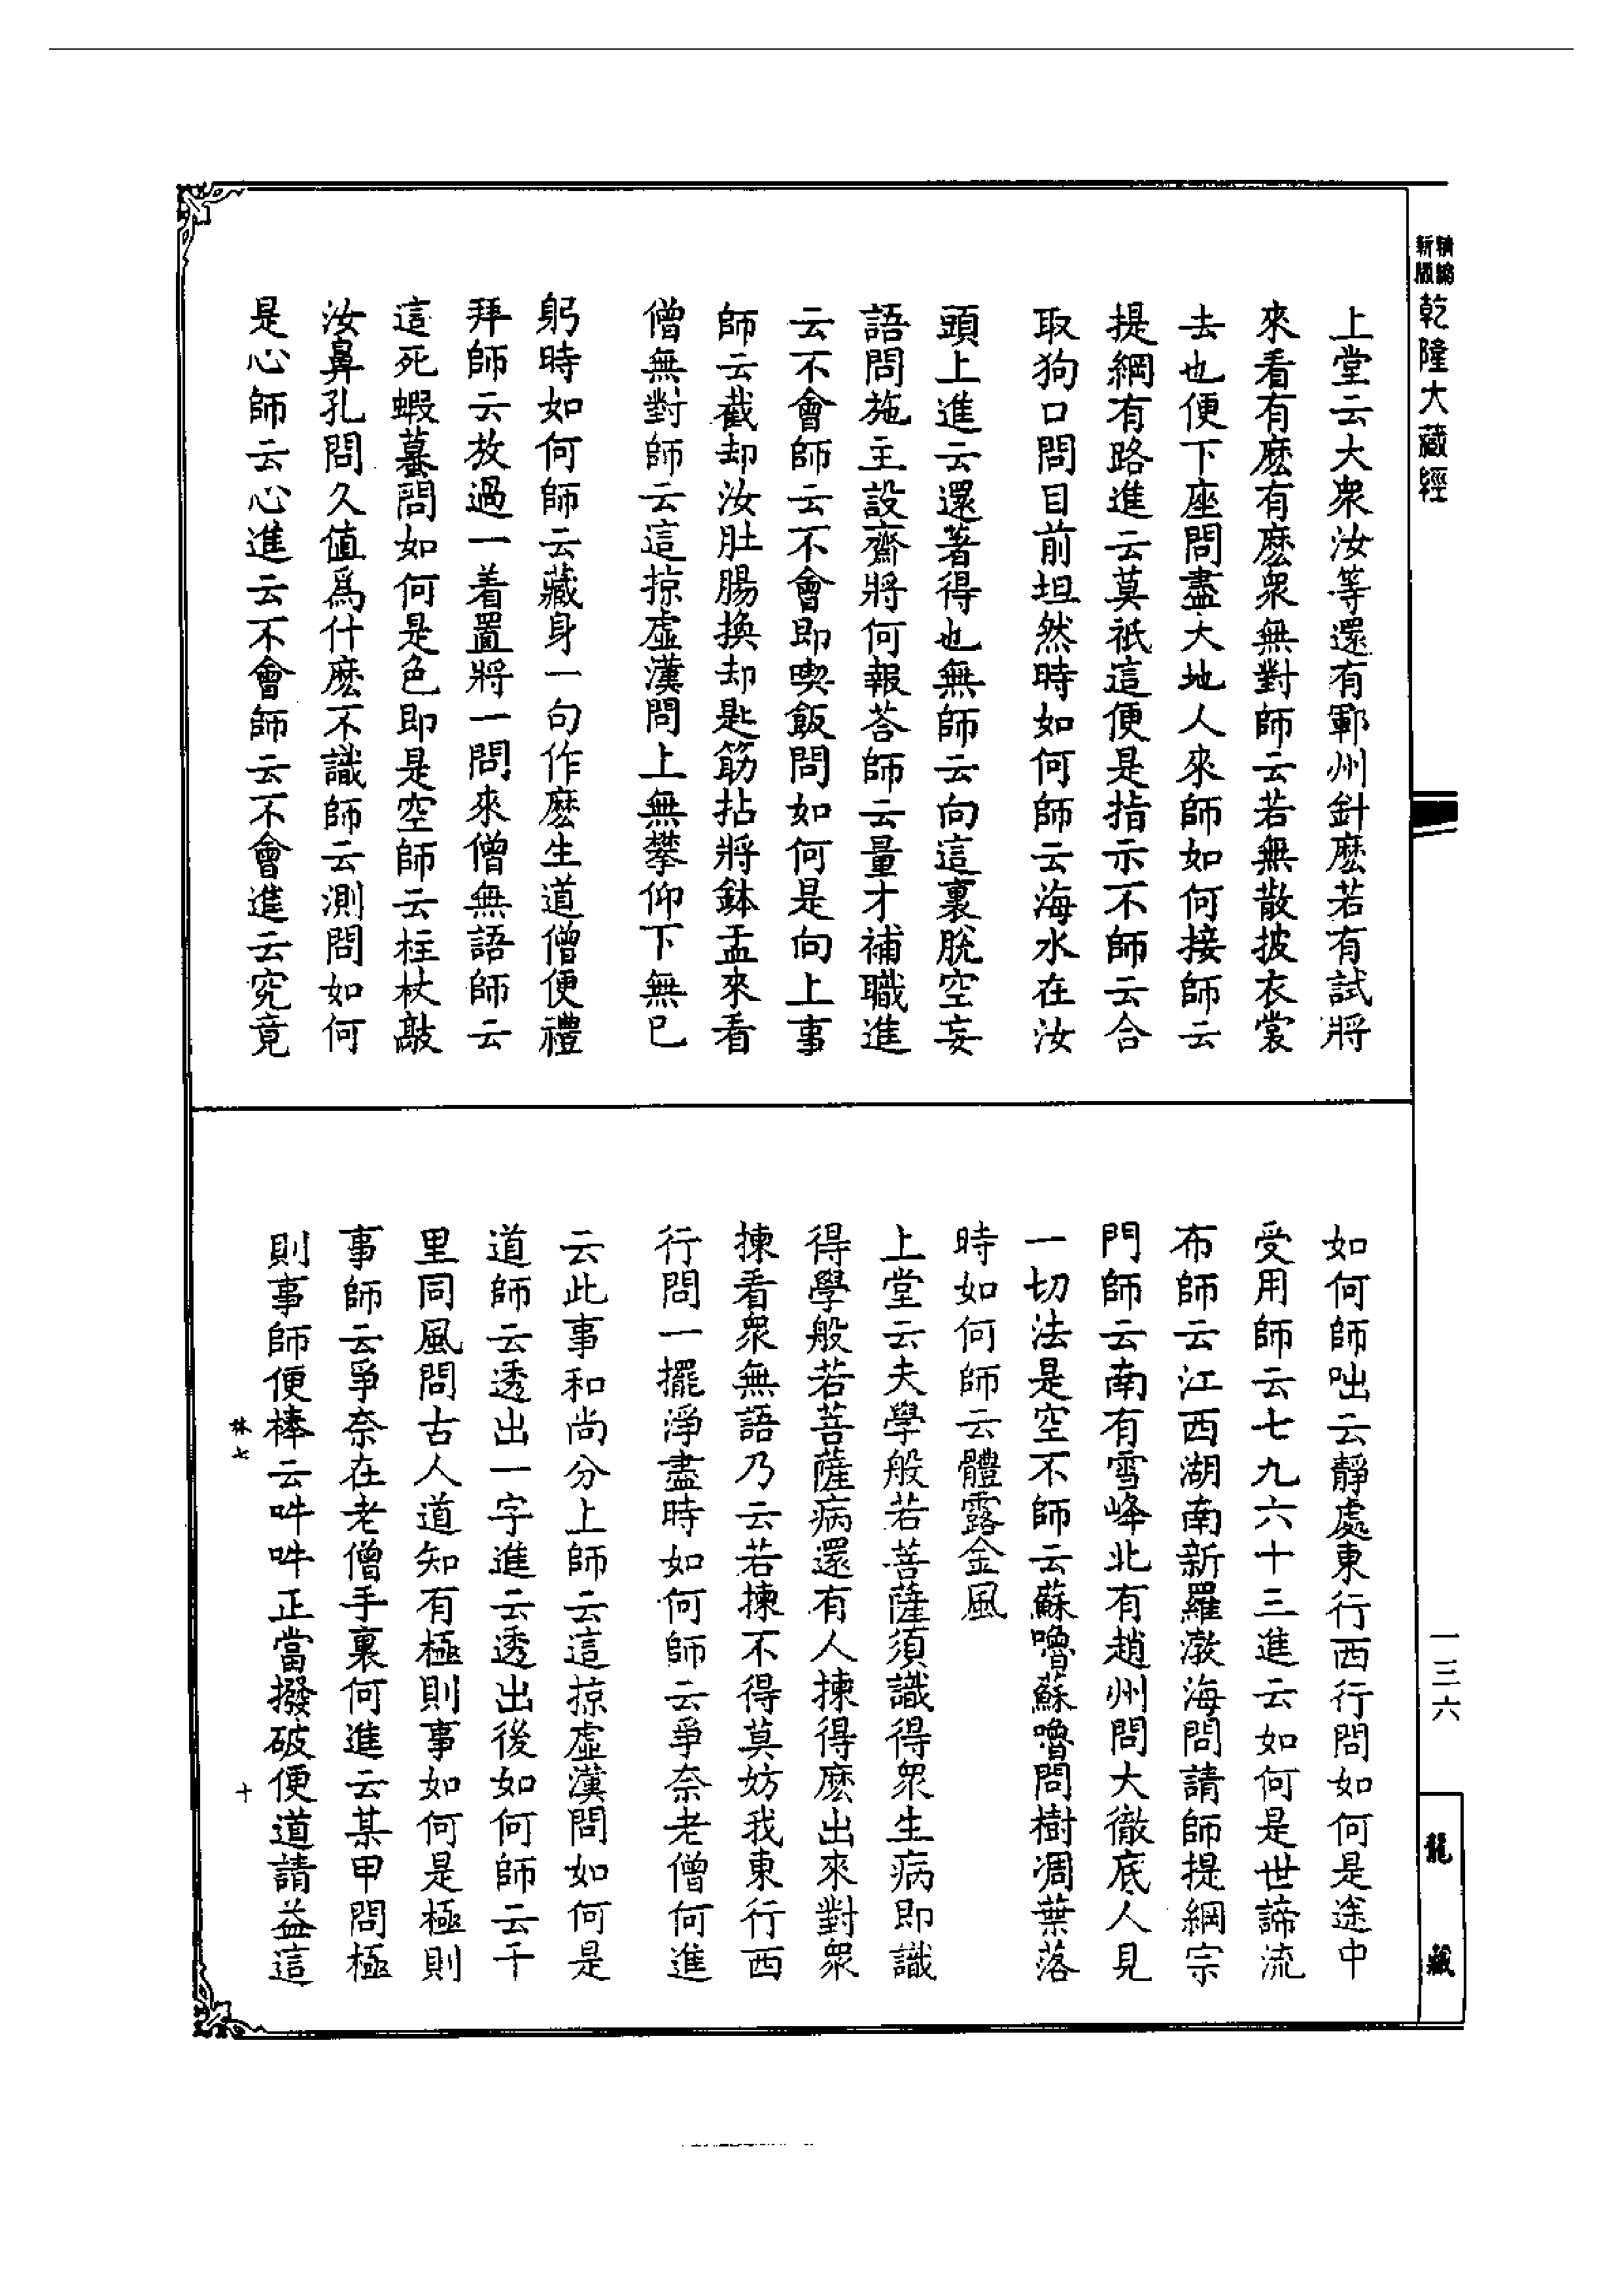 精縮新版
乾隆大藏經
上堂云大衆汝等還有鄆州針麽若有試將
來看有麽有麽衆無對師云若無散披衣裳
去也便下座問盡大地人來師如何接師云
提綱有路進云莫祇這便是指示不師云合
取狗口問目前坦然時如何師云海水在汝
頭上進云還著得也無師云向這裏脫空妄
語問施主設齋將何報荅師云量才補職進
云不會師云不會即喫飯問如何是向上事
師云截却汝肚腸換却匙筯拈將鉢盂來看
僧無對師云這掠虛漢問上無攀仰下無已
躬時如何師云藏身一句作麽生道僧便禮
拜師云放過一着置將一問來僧無語師云
這死蝦蟇問如何是色即是空師云柱杖敲
汝鼻孔問久值爲什麽不識師云測問如何
是心師云心進云不會師云不會進云究竟
如何師咄云靜處東行西行問如何是途中
受用師云七九六十三進云如何是世諦流
布師云江西湖南新羅渤海問請師提綱宗
門師云南有雪峰北有趙州問大徹底人見
一切法是空不師云蘇嚕蘇嚕問樹凋葉落
時如何師云體露金風
上堂云夫學般若菩薩須識得衆生病即識
得學般若菩薩病還有人揀得麽出來對衆
揀看衆無語乃云若揀不得莫妨我東行西
行問一擺淨盡時如何師云爭奈老僧何進
云此事和尚分上師云這掠虛漢問如何是
道師云透出一字進云透出後如何師云千
里同風問古人道知有極則事如何是極則
事師云爭奈在老僧手裏何進云某甲問極
則事師便棒云吽吽正當撥破便道請益這
林七
十
一三六
龍藏